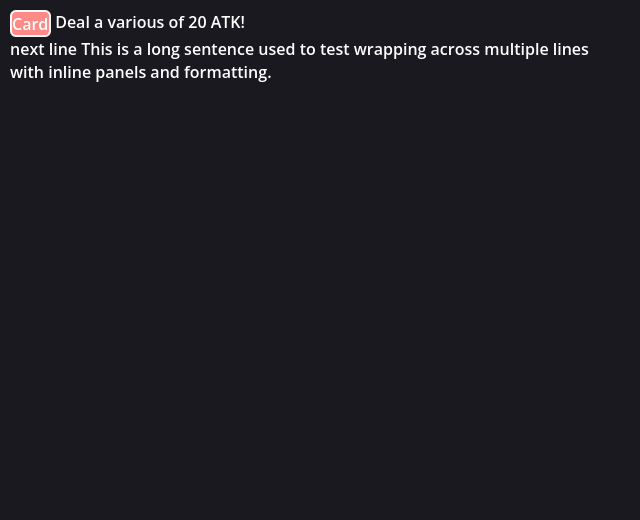 Card Deal a various of 20 ATK!
next line This is a long sentence used to test wrapping across multiple lines
with inline panels and formatting.